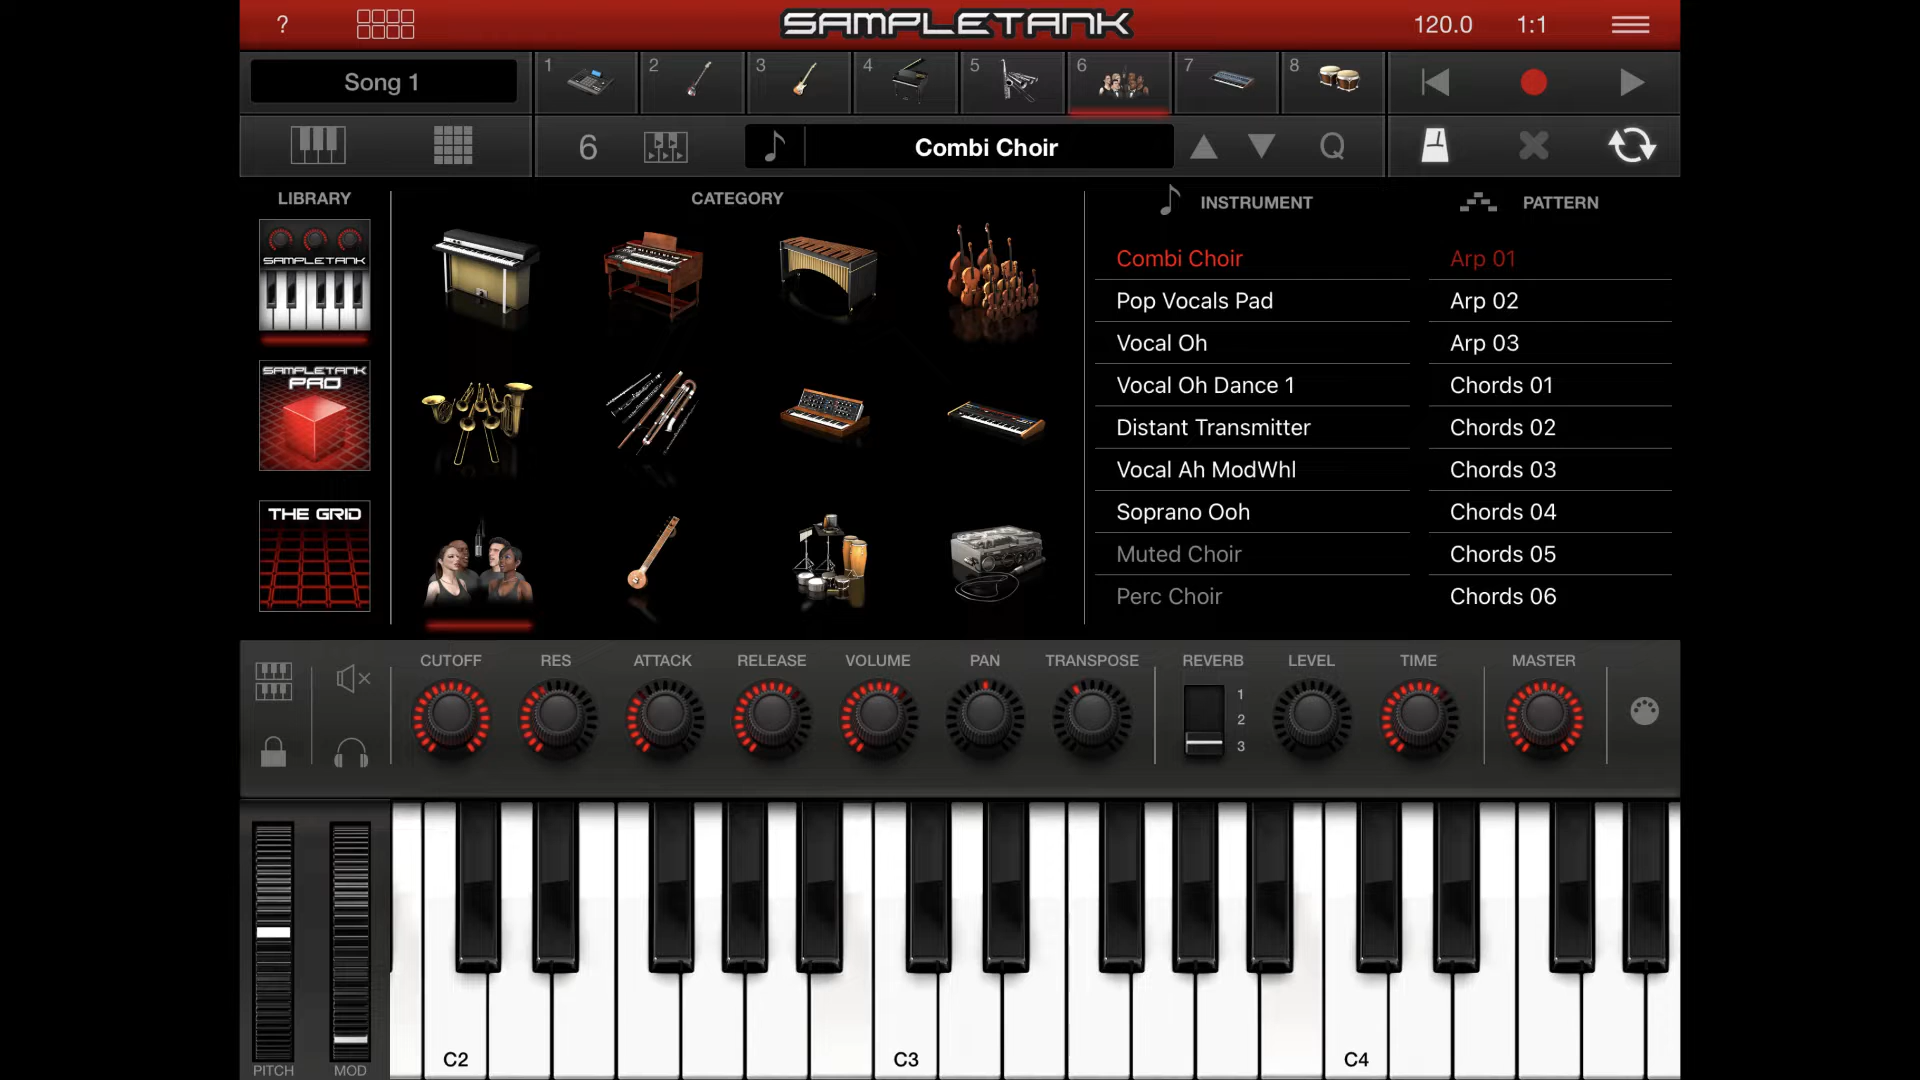 ? SAMPLETANK 120.0 1:1
Song 1 1 2 3 4 5 6 7 8
6 Combi Choir Q
LIBRARY CATEGORY INSTRUMENT PATTERN
SAMPLETANK
SAMPLETANK
PRO
THE GRID
Combi Choir Arp 01
Pop Vocals Pad Arp 02
Vocal Oh Arp 03
Vocal Oh Dance 1 Chords 01
Distant Transmitter Chords 02
Vocal Ah ModWhl Chords 03
Soprano Ooh Chords 04
Muted Choir Chords 05
Perc Choir Chords 06
CUTOFF RES ATTACK RELEASE VOLUME PAN TRANSPOSE REVERB LEVEL TIME MASTER
1
2
3
C2 C3 C4
PITCH MOD